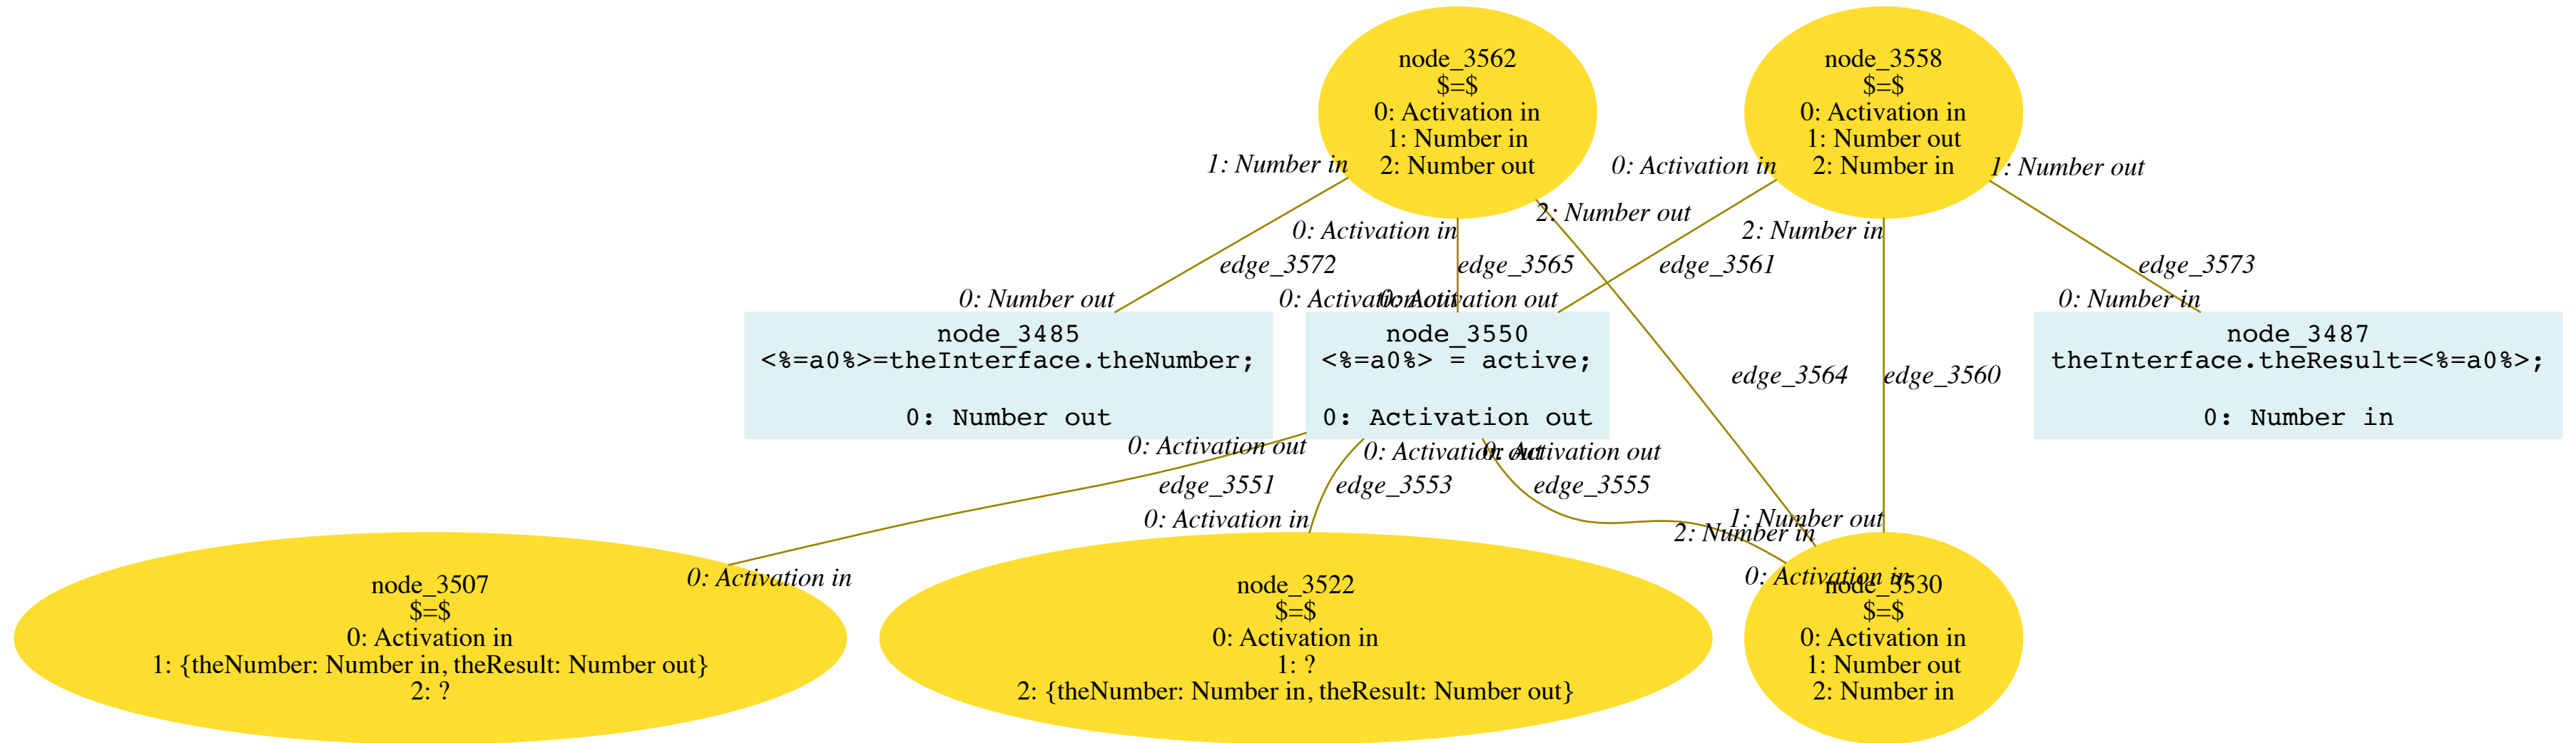 node_3562
$=$
0: Activation in
1: Number in
2: Number out
node_3558
$=$
0: Activation in
1: Number out
2: Number in
1: Number in
0: Activation in
1: Number out
2: Number out
0: Activation in
2: Number in
edge_3572
edge_3565
edge_3561
edge_3573
0: Number out
0: Activation out
0: Activation out
0: Number in
node_3485
<%=a0%>=theInterface.theNumber;
0: Number out
node_3550
<%=a0%> = active;
0: Activation out
node_3487
theInterface.theResult=<%=a0%>;
0: Number in
edge_3564
edge_3560
0: Activation out
0: Activation out
0: Activation out
edge_3551
edge_3553
edge_3555
0: Activation in
1: Number out
2: Number in
0: Activation in
0: Activation in
node_3507
$=$
0: Activation in
1: {theNumber: Number in, theResult: Number out}
2: ?
node_3522
$=$
0: Activation in
1: ?
2: {theNumber: Number in, theResult: Number out}
node_3530
$=$
0: Activation in
1: Number out
2: Number in